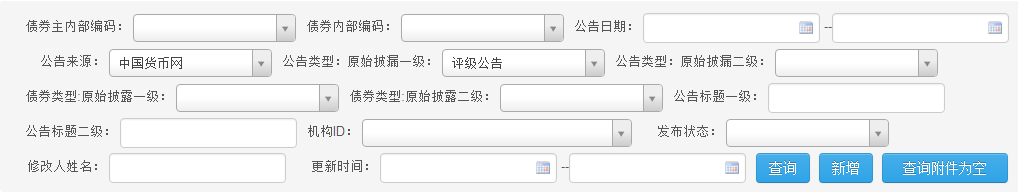 债券主内部编码： 债券内部编码： 公告日期： --
公告来源： 中国货币网 公告类型：原始披漏一级： 评级公告 公告类型：原始披漏二级：
债券类型:原始披露一级： 债券类型:原始披露二级： 公告标题一级：
公告标题二级： 机构ID： 发布状态：
修改人姓名： 更新时间： -- 查询 新增 查询附件为空